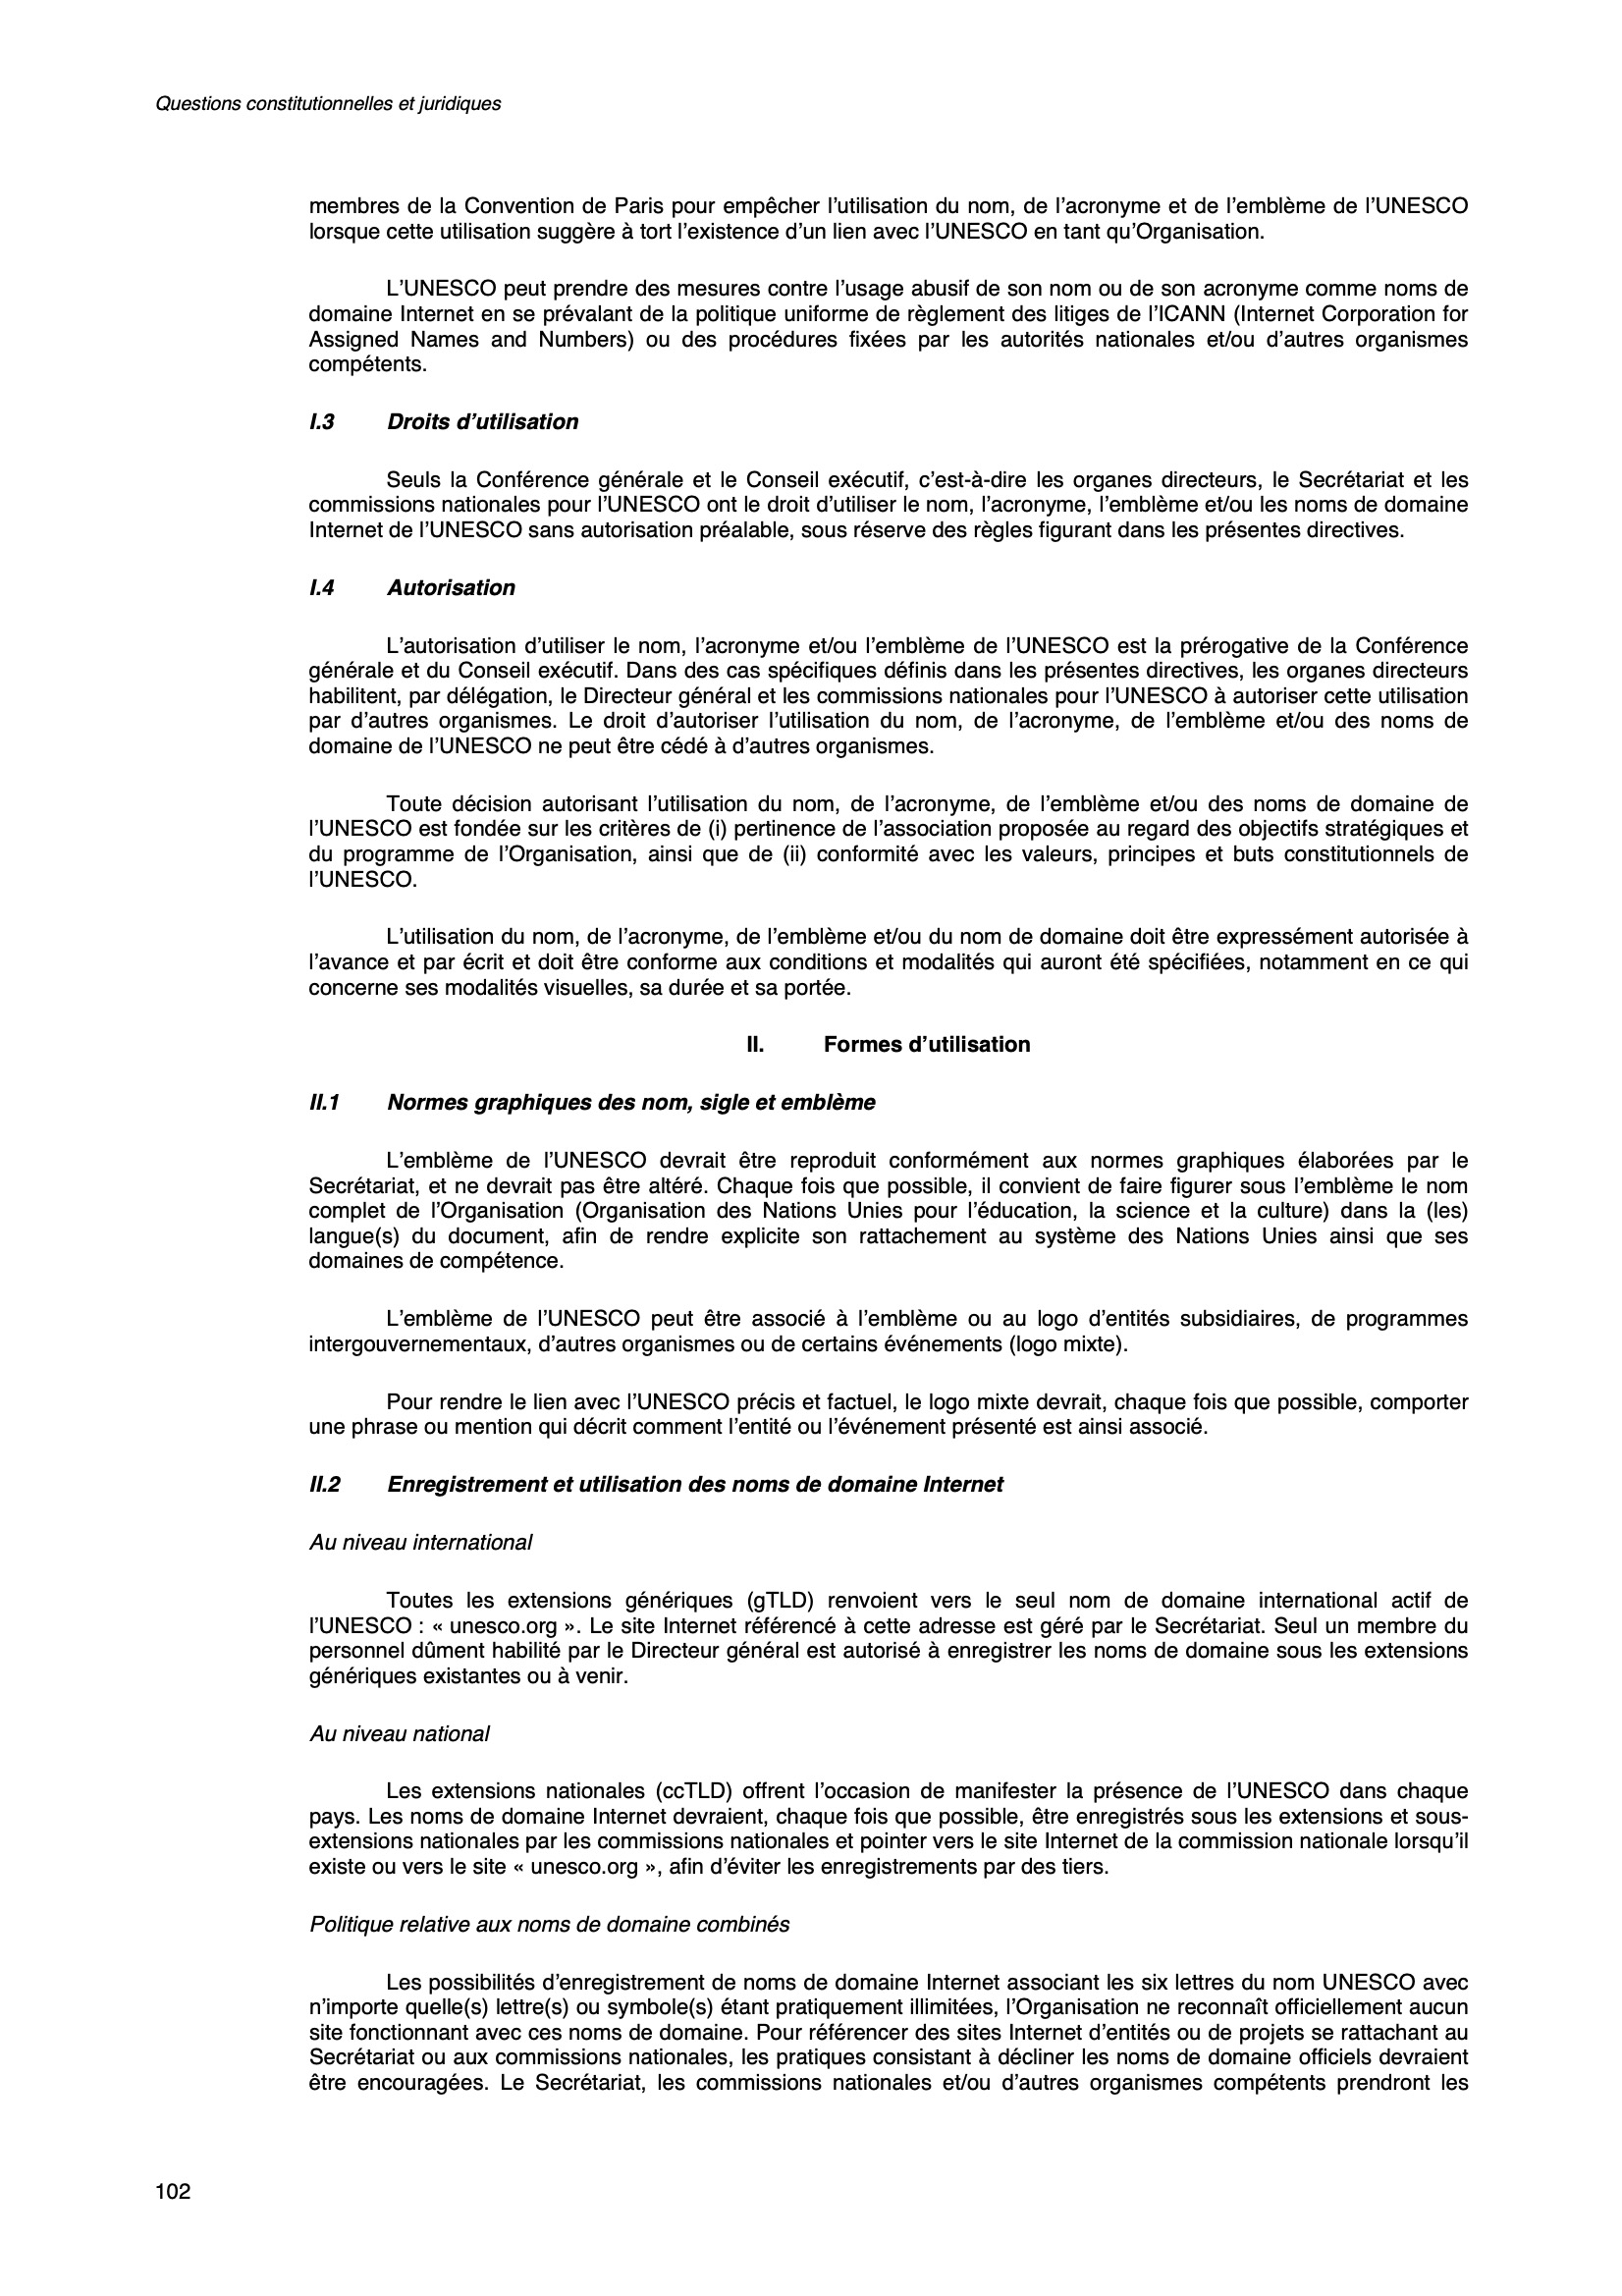 Questions constitutionnelles et juridiques
membres de la Convention de Paris pour empêcher l’utilisation du nom, de l’acronyme et de l’emblème de l’UNESCO
lorsque cette utilisation suggère à tort l’existence d’un lien avec l’UNESCO en tant qu’Organisation.
L’UNESCO peut prendre des mesures contre l’usage abusif de son nom ou de son acronyme comme noms de
domaine Internet en se prévalant de la politique uniforme de règlement des litiges de l’ICANN (Internet Corporation for
Assigned Names and Numbers) ou des procédures fixées par les autorités nationales et/ou d’autres organismes
compétents.
I.3 Droits d’utilisation
Seuls la Conférence générale et le Conseil exécutif, c’est-à-dire les organes directeurs, le Secrétariat et les
commissions nationales pour l’UNESCO ont le droit d’utiliser le nom, l’acronyme, l’emblème et/ou les noms de domaine
Internet de l’UNESCO sans autorisation préalable, sous réserve des règles figurant dans les présentes directives.
I.4 Autorisation
L’autorisation d’utiliser le nom, l’acronyme et/ou l’emblème de l’UNESCO est la prérogative de la Conférence
générale et du Conseil exécutif. Dans des cas spécifiques définis dans les présentes directives, les organes directeurs
habilitent, par délégation, le Directeur général et les commissions nationales pour l’UNESCO à autoriser cette utilisation
par d’autres organismes. Le droit d’autoriser l’utilisation du nom, de l’acronyme, de l’emblème et/ou des noms de
domaine de l’UNESCO ne peut être cédé à d’autres organismes.
Toute décision autorisant l’utilisation du nom, de l’acronyme, de l’emblème et/ou des noms de domaine de
l’UNESCO est fondée sur les critères de (i) pertinence de l’association proposée au regard des objectifs stratégiques et
du programme de l’Organisation, ainsi que de (ii) conformité avec les valeurs, principes et buts constitutionnels de
l’UNESCO.
L’utilisation du nom, de l’acronyme, de l’emblème et/ou du nom de domaine doit être expressément autorisée à
l’avance et par écrit et doit être conforme aux conditions et modalités qui auront été spécifiées, notamment en ce qui
concerne ses modalités visuelles, sa durée et sa portée.
II. Formes d’utilisation
II.1 Normes graphiques des nom, sigle et emblème
L’emblème de l’UNESCO devrait être reproduit conformément aux normes graphiques élaborées par le
Secrétariat, et ne devrait pas être altéré. Chaque fois que possible, il convient de faire figurer sous l’emblème le nom
complet de l’Organisation (Organisation des Nations Unies pour l’éducation, la science et la culture) dans la (les)
langue(s) du document, afin de rendre explicite son rattachement au système des Nations Unies ainsi que ses
domaines de compétence.
L’emblème de l’UNESCO peut être associé à l’emblème ou au logo d’entités subsidiaires, de programmes
intergouvernementaux, d’autres organismes ou de certains événements (logo mixte).
Pour rendre le lien avec l’UNESCO précis et factuel, le logo mixte devrait, chaque fois que possible, comporter
une phrase ou mention qui décrit comment l’entité ou l’événement présenté est ainsi associé.
II.2 Enregistrement et utilisation des noms de domaine Internet
Au niveau international
Toutes les extensions génériques (gTLD) renvoient vers le seul nom de domaine international actif de
l’UNESCO : « unesco.org ». Le site Internet référencé à cette adresse est géré par le Secrétariat. Seul un membre du
personnel dûment habilité par le Directeur général est autorisé à enregistrer les noms de domaine sous les extensions
génériques existantes ou à venir.
Au niveau national
Les extensions nationales (ccTLD) offrent l’occasion de manifester la présence de l’UNESCO dans chaque
pays. Les noms de domaine Internet devraient, chaque fois que possible, être enregistrés sous les extensions et sous-
extensions nationales par les commissions nationales et pointer vers le site Internet de la commission nationale lorsqu’il
existe ou vers le site « unesco.org », afin d’éviter les enregistrements par des tiers.
Politique relative aux noms de domaine combinés
Les possibilités d’enregistrement de noms de domaine Internet associant les six lettres du nom UNESCO avec
n’importe quelle(s) lettre(s) ou symbole(s) étant pratiquement illimitées, l’Organisation ne reconnaît officiellement aucun
site fonctionnant avec ces noms de domaine. Pour référencer des sites Internet d’entités ou de projets se rattachant au
Secrétariat ou aux commissions nationales, les pratiques consistant à décliner les noms de domaine officiels devraient
être encouragées. Le Secrétariat, les commissions nationales et/ou d’autres organismes compétents prendront les
102